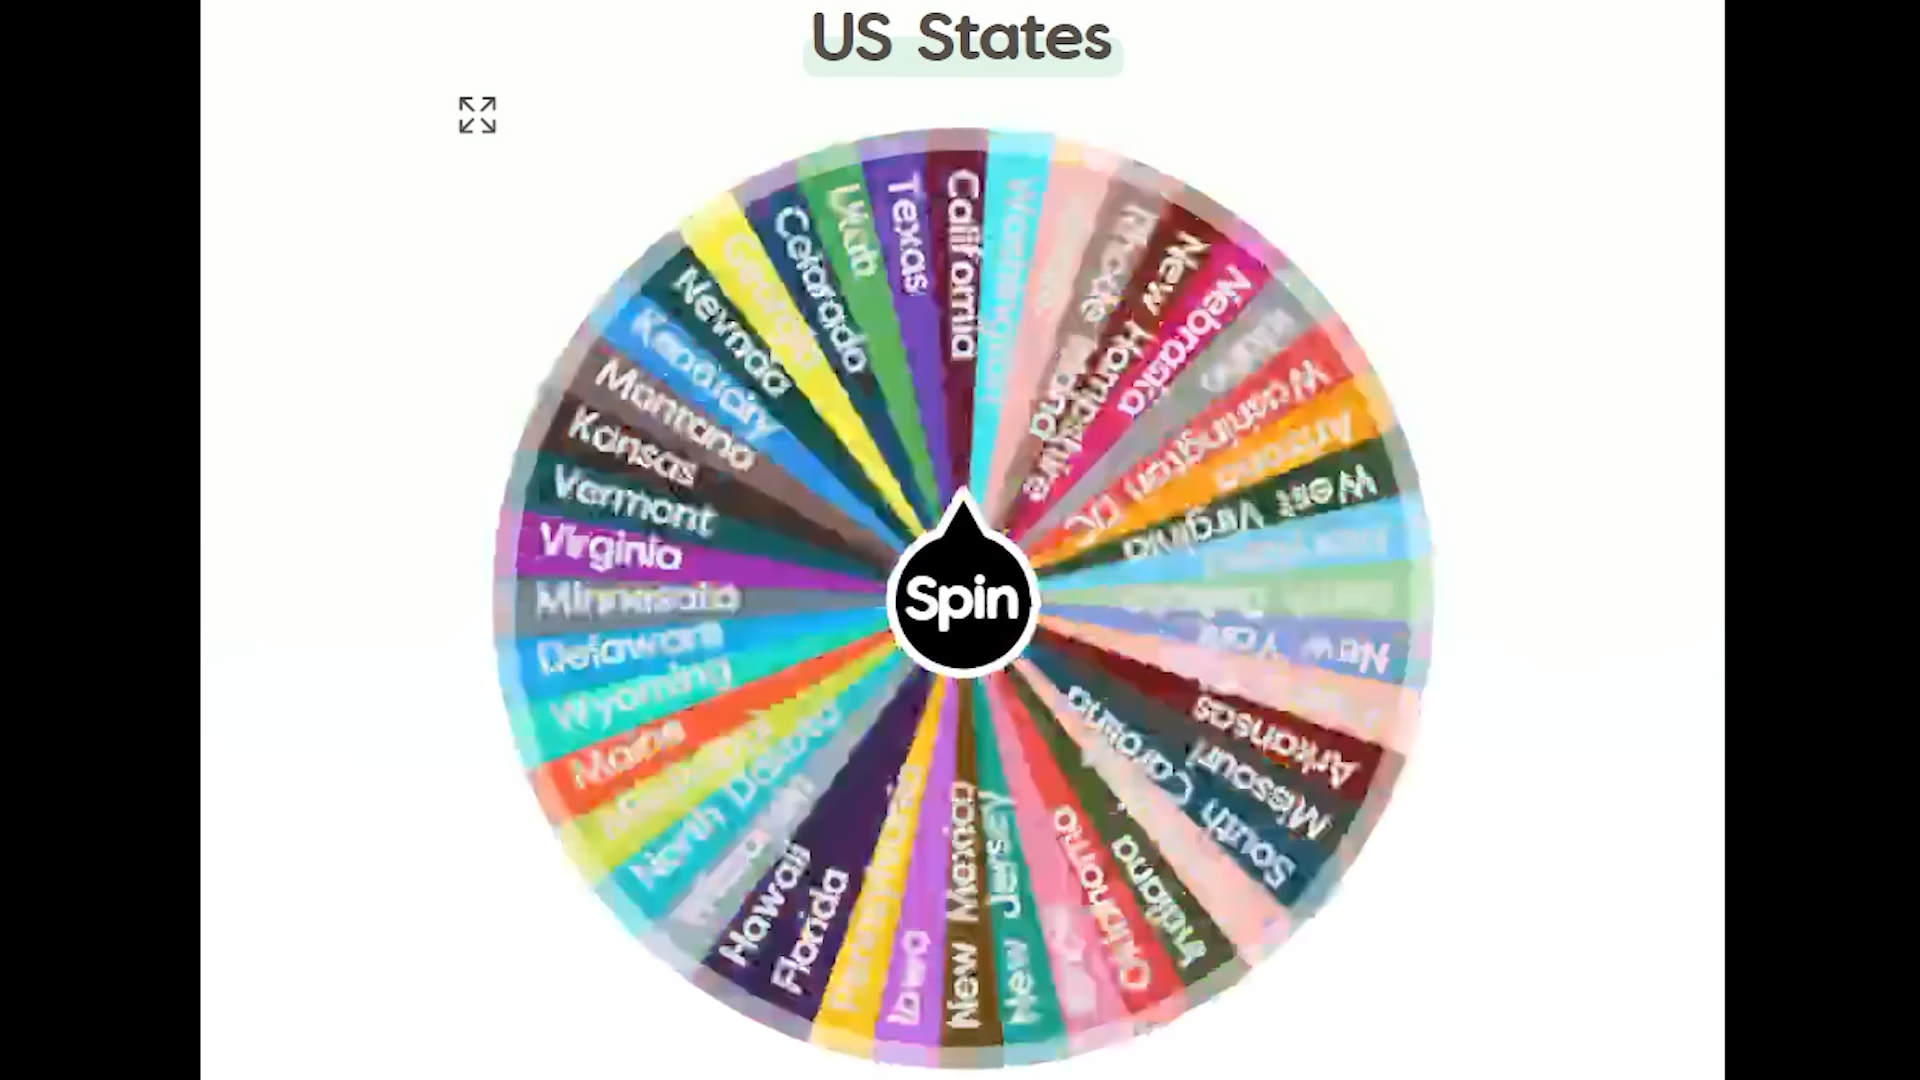 US States
California
Washington
Rhode Island
New Hampshire
Nebraska
Washington DC
Arizona
West Virginia
New York
Arkansas
Missouri
South Carolina
Indiana
Oklahoma
New Jersey
New Mexico
Iowa
Pennsylvania
Florida
Hawaii
North Dakota
Maine
Wyoming
Delaware
Minnesota
Virginia
Vermont
Kansas
Montana
Kentucky
Nevada
Georgia
Colorado
Utah
Texas
Spin